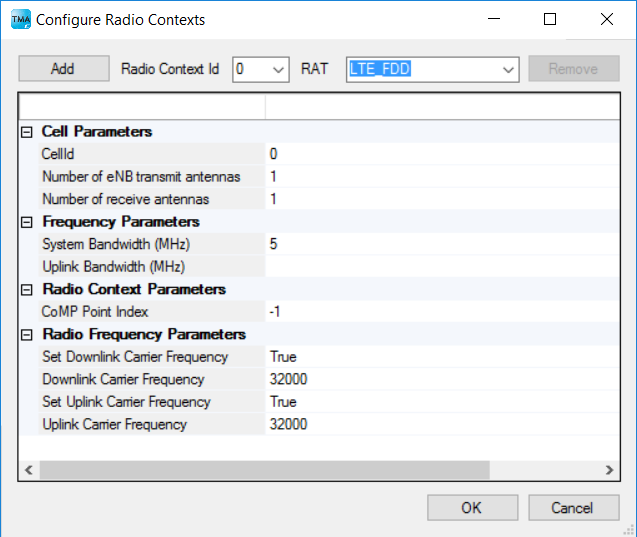 TMA Configure Radio Contexts
Add Radio Context Id 0 RAT LTE_FDD Remove
Cell Parameters
CellId 0
Number of eNB transmit antennas 1
Number of receive antennas 1
Frequency Parameters
System Bandwidth (MHz) 5
Uplink Bandwidth (MHz)
Radio Context Parameters
CoMP Point Index -1
Radio Frequency Parameters
Set Downlink Carrier Frequency True
Downlink Carrier Frequency 32000
Set Uplink Carrier Frequency True
Uplink Carrier Frequency 32000
OK Cancel